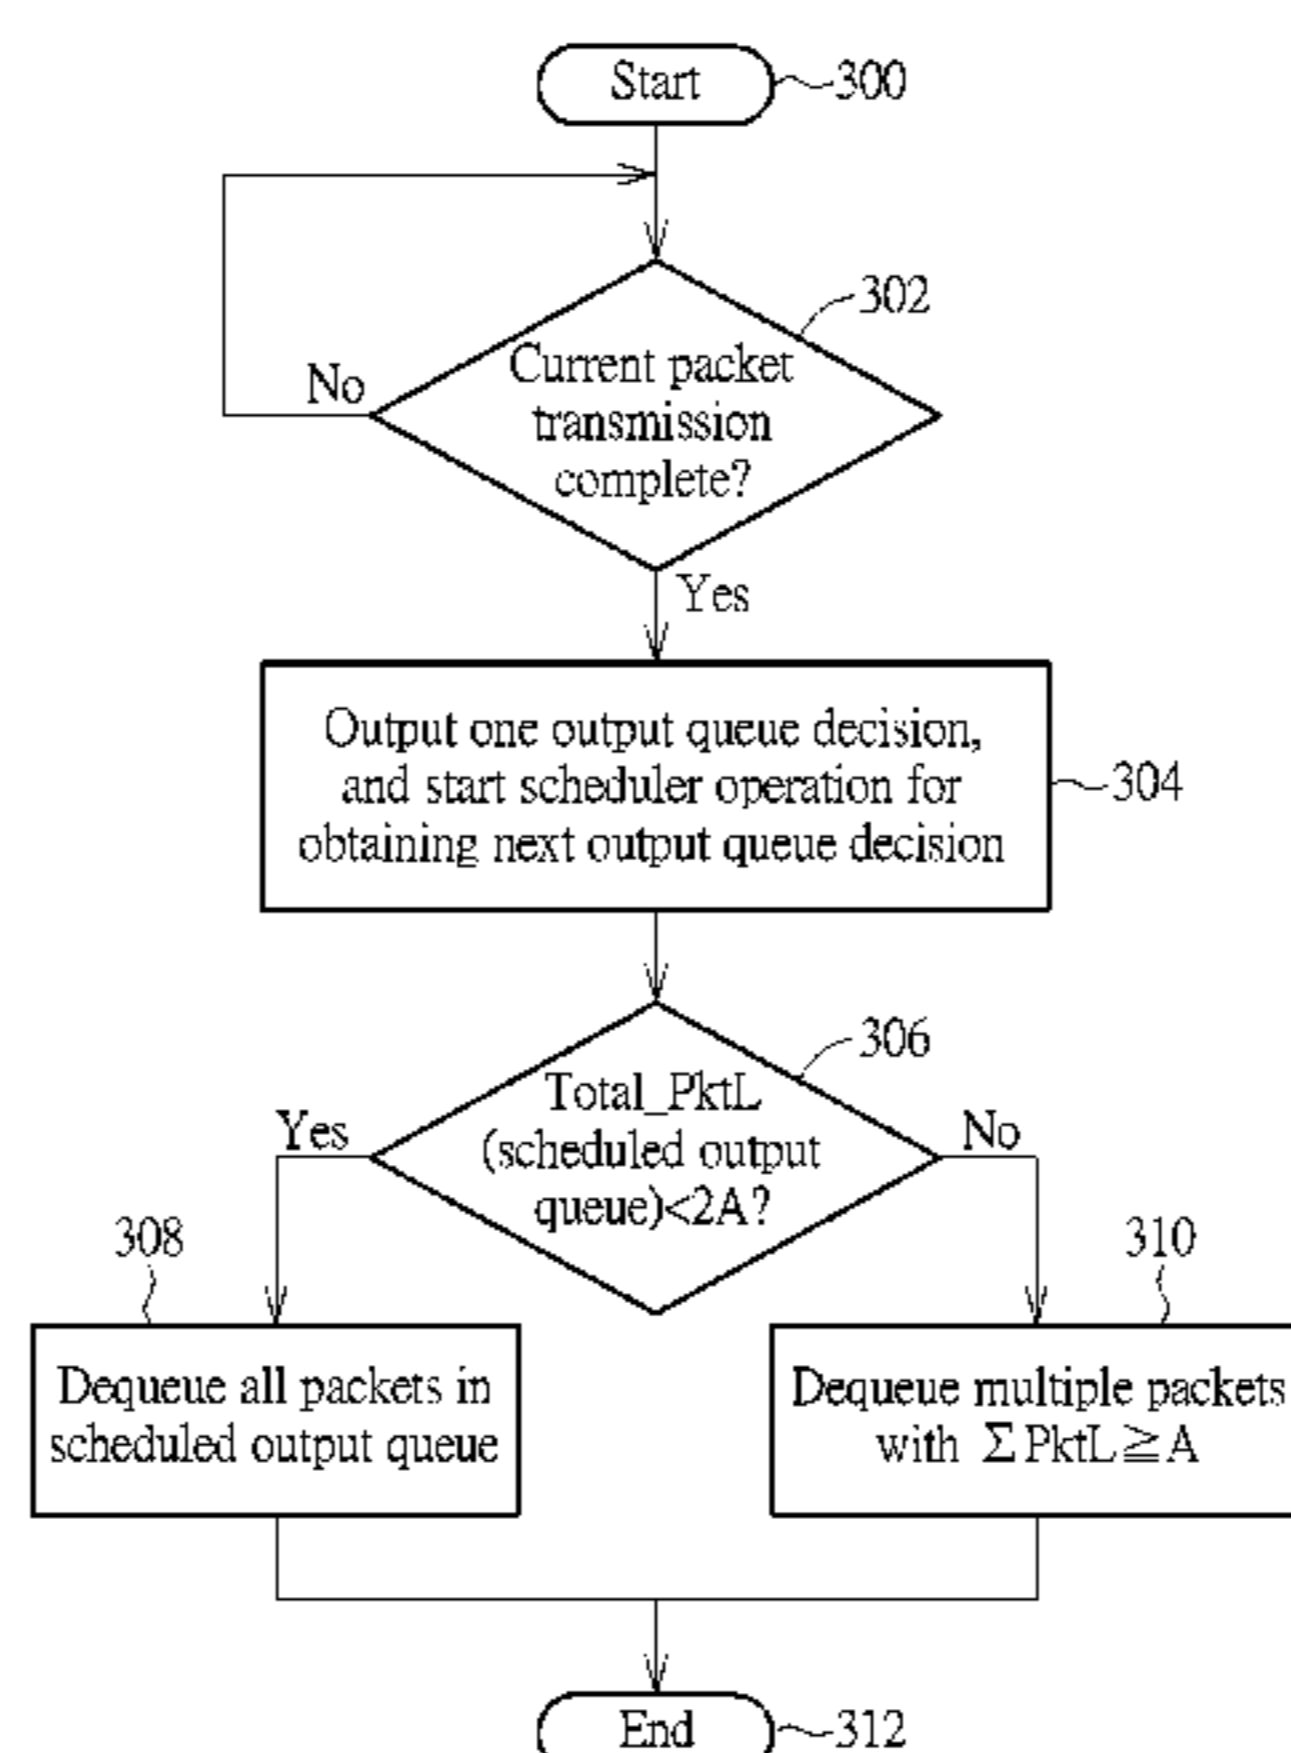 Start
300
302
Current packet
transmission
complete?
No
Yes
Output one output queue decision,
and start scheduler operation for
obtaining next output queue decision
304
306
Total_PktL
(scheduled output
queue)<2A?
Yes
No
308
310
Dequeue all packets in
scheduled output queue
Dequeue multiple packets
with ΣPktL≧A
End
312